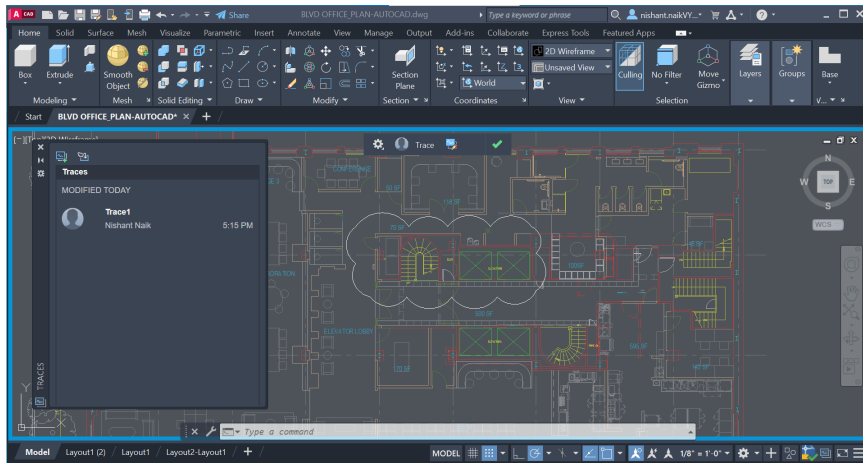 A CAD Share BLVD OFFICE_PLAN-AUTOCAD.dwg Type a keyword or phrase nishant.naikVY...
Home Solid Surface Mesh Visualize Parametric Insert Annotate View Manage Output Add-ins Collaborate Express Tools Featured Apps
2D Wireframe
Unsaved View
World
Box Extrude Smooth Object Section Plane Culling No Filter Move Gizmo Layers Groups Base
Modeling Mesh Solid Editing Draw Modify Section Coordinates View Selection V...
Start BLVD OFFICE_PLAN-AUTOCAD* +
Trace
Traces
MODIFIED TODAY
Trace1
Nishant Naik 5:15 PM
TRACES
N
W TOP E
S
WCS
ELEVATOR LOBBY
Y
X
Type a command
Model Layout1 (2) Layout1 Layout2-Layout1 + MODEL 1/8" = 1'-0"